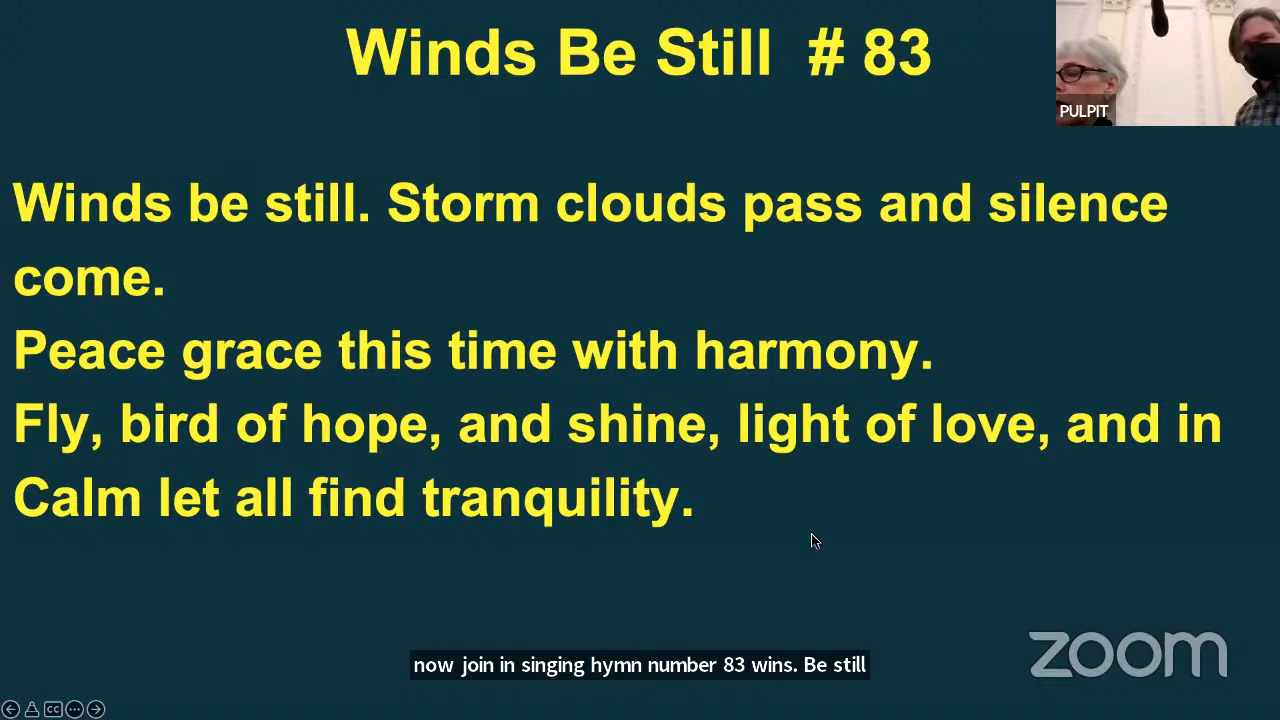 Winds Be Still # 83
PULPIT
Winds be still. Storm clouds pass and silence
come.
Peace grace this time with harmony.
Fly, bird of hope, and shine, light of love, and in
Calm let all find tranquility.
zoom
now join in singing hymn number 83 wins. Be still
CC